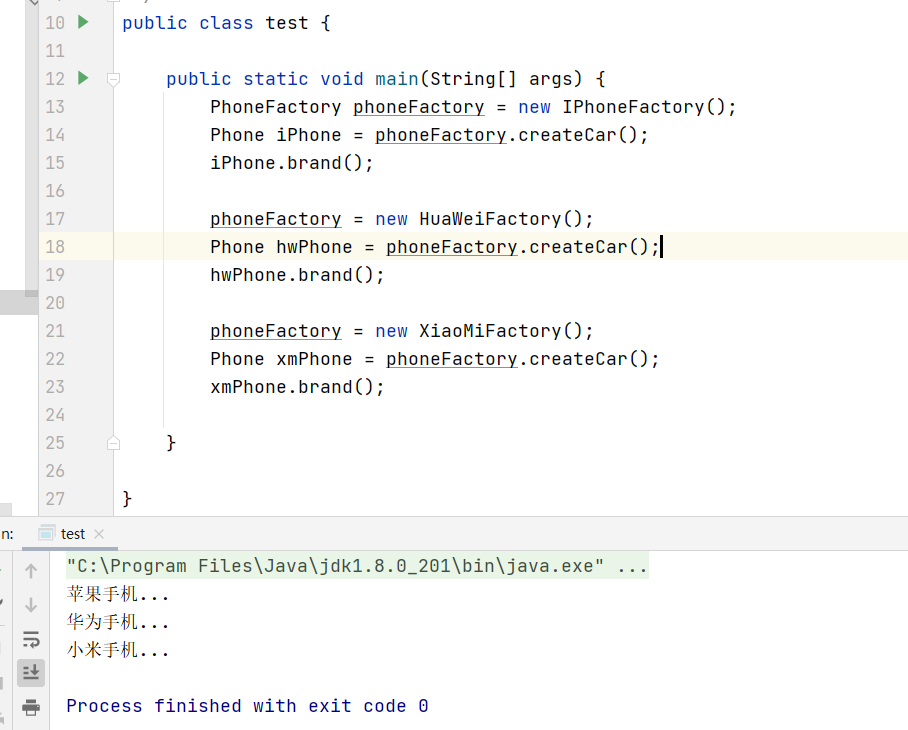 10 public class test {
11
12 public static void main(String[] args) {
13 PhoneFactory phoneFactory = new IPhoneFactory();
14 Phone iPhone = phoneFactory.createCar();
15 iPhone.brand();
16
17 phoneFactory = new HuaWeiFactory();
18 Phone hwPhone = phoneFactory.createCar();
19 hwPhone.brand();
20
21 phoneFactory = new XiaoMiFactory();
22 Phone xmPhone = phoneFactory.createCar();
23 xmPhone.brand();
24
25 }
26
27 }
n: test
"C:\Program Files\Java\jdk1.8.0_201\bin\java.exe" ...
苹果手机...
华为手机...
小米手机...
Process finished with exit code 0